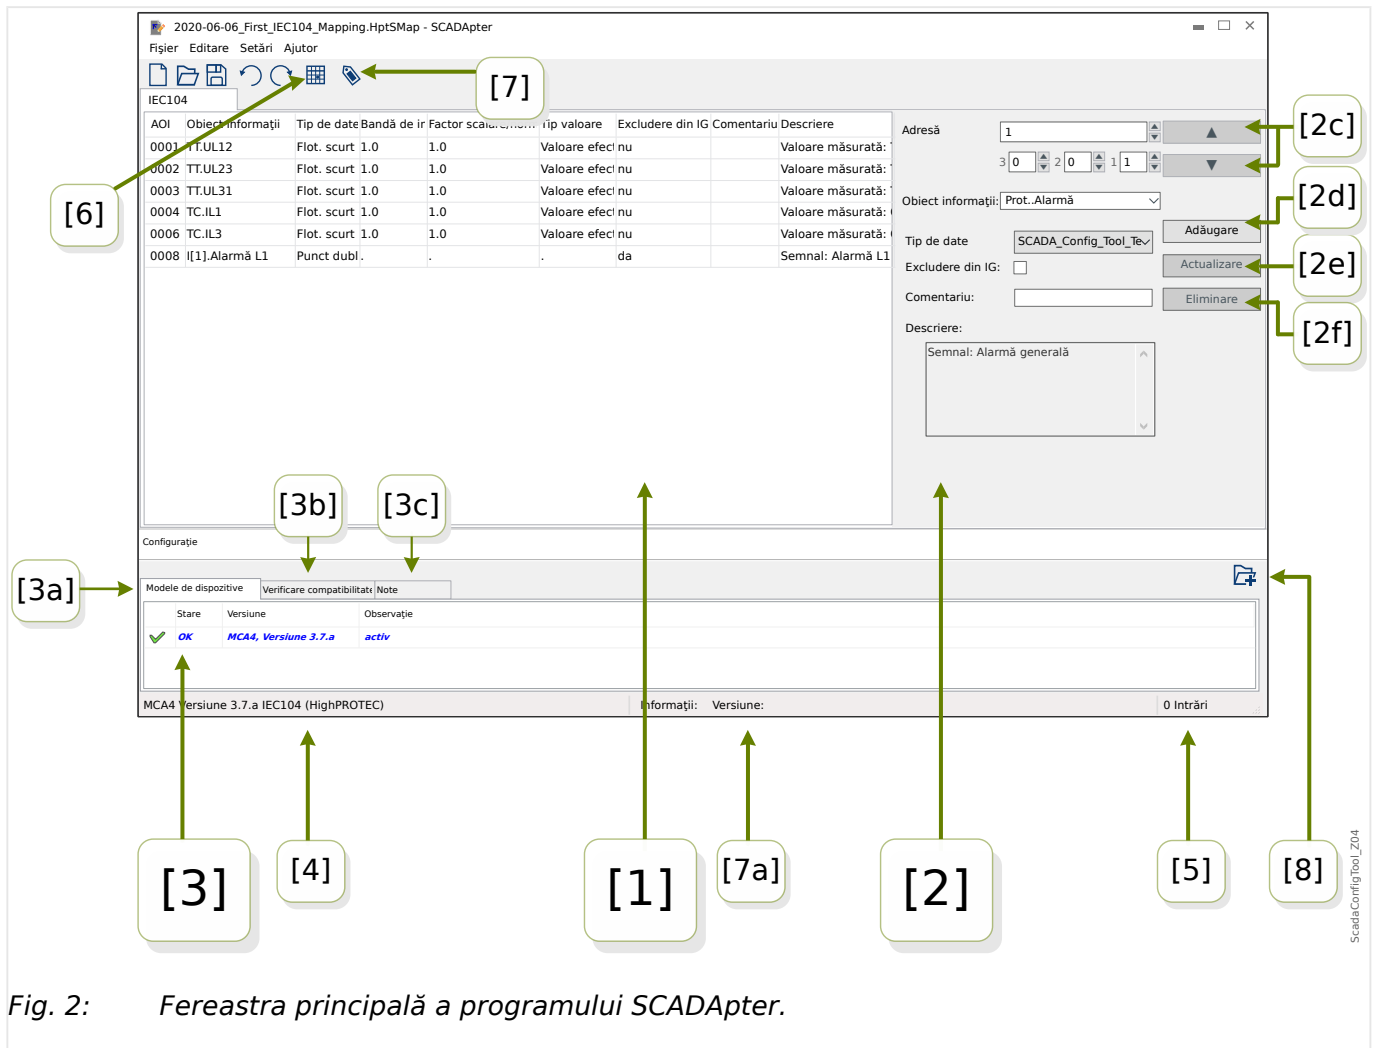 2020-06-06_First_IEC104_Mapping.HptSMap - SCADApter
Fișier Editare Setări Ajutor
[7]
IEC104
AOI Obiect informații Tip de date Bandă de ir Factor scalare/norm Tip valoare Excludere din IG Comentariu Descriere
0001 TT.UL12 Flot. scurt 1.0 1.0 Valoare efect nu Valoare măsurată:
0002 TT.UL23 Flot. scurt 1.0 1.0 Valoare efect nu Valoare măsurată:
0003 TT.UL31 Flot. scurt 1.0 1.0 Valoare efect nu Valoare măsurată:
0004 TC.IL1 Flot. scurt 1.0 1.0 Valoare efect nu Valoare măsurată:
0006 TC.IL3 Flot. scurt 1.0 1.0 Valoare efect nu Valoare măsurată:
0008 I[1].Alarmă L1 Punct dubl . . . da Semnal: Alarmă L1
[6]
Adresă 1 ▲
3 0 2 0 1 1 ▼
Obiect informații: Prot..Alarmă
Adăugare
Tip de date SCADA_Config_Tool_Te
Excludere din IG: Actualizare
Comentariu: Eliminare
Descriere:
Semnal: Alarmă generală
[2c]
[2d]
[2e]
[2f]
[3b] [3c]
Configurație
[3a]
Modele de dispozitive Verificare compatibilitate Note
Stare Versiune Observație
OK MCA4, Versiune 3.7.a activ
MCA4 Versiune 3.7.a IEC104 (HighPROTEC) Informații: Versiune: 0 Intrări
[3] [4] [1] [7a] [2] [5] [8]
ScadaConfigTool_Z04
Fig. 2: Fereastra principală a programului SCADApter.